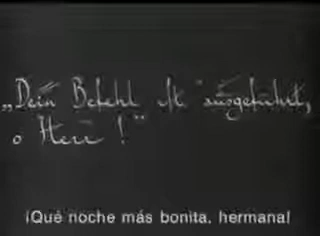 „Dein Befehl ist ausgeführt,
o Herr!“
¡Qué noche más bonita, hermana!